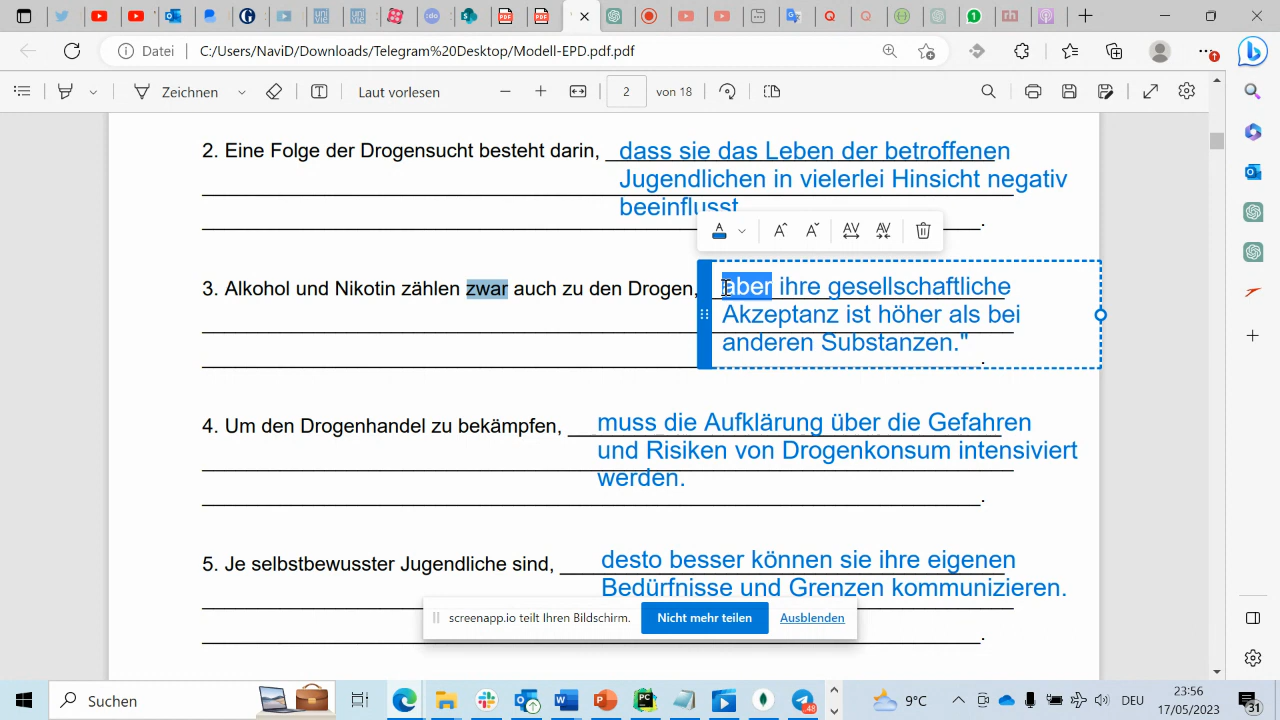 Datei C:/Users/NaviD/Downloads/Telegram%20Desktop/Modell-EPD.pdf.pdf
Zeichnen Laut vorlesen 2 von 18
2. Eine Folge der Drogensucht besteht darin, dass sie das Leben der betroffenen
Jugendlichen in vielerlei Hinsicht negativ
beeinflusst
3. Alkohol und Nikotin zählen zwar auch zu den Drogen, aber ihre gesellschaftliche
Akzeptanz ist höher als bei
anderen Substanzen."
4. Um den Drogenhandel zu bekämpfen, muss die Aufklärung über die Gefahren
und Risiken von Drogenkonsum intensiviert
werden.
5. Je selbstbewusster Jugendliche sind, desto besser können sie ihre eigenen
Bedürfnisse und Grenzen kommunizieren.
screenapp.io teilt Ihren Bildschirm. Nicht mehr teilen Ausblenden
Suchen 9°C DEU 23:56
17/05/2023